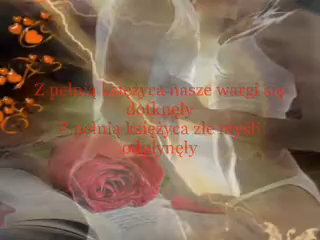 Z pełnią księżyca nasze wargi się
dotknęły
Z pełnią księżyca złe myśli
odpłynęły